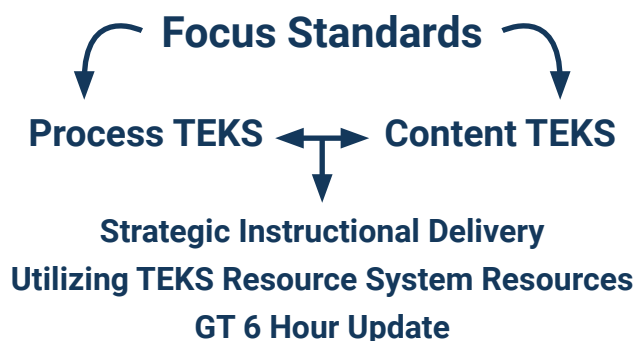 Focus Standards
Process TEKS Content TEKS
Strategic Instructional Delivery
Utilizing TEKS Resource System Resources
GT 6 Hour Update